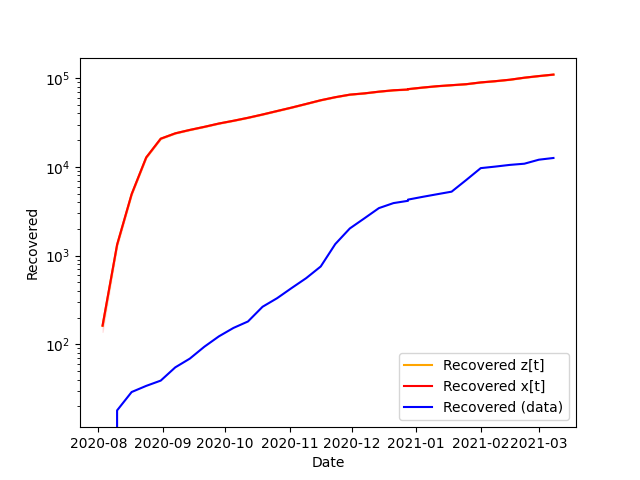 10^5
10^4
10^3
10^2
Recovered
Recovered z[t]
Recovered x[t]
Recovered (data)
2020-08 2020-09 2020-10 2020-11 2020-12 2021-01 2021-02 2021-03
Date